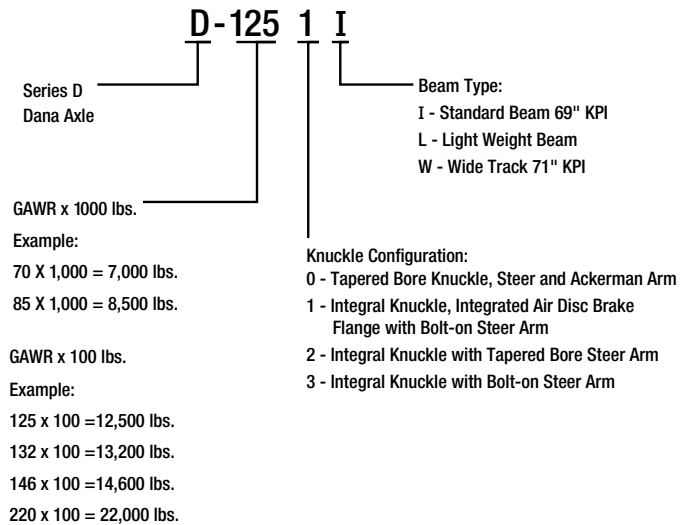 D-125 1 I
Series D
Dana Axle
Beam Type:
I - Standard Beam 69" KPI
L - Light Weight Beam
W - Wide Track 71" KPI
GAWR x 1000 lbs.
Example:
70 X 1,000 = 7,000 lbs.
85 X 1,000 = 8,500 lbs.
GAWR x 100 lbs.
Example:
125 x 100 =12,500 lbs.
132 x 100 =13,200 lbs.
146 x 100 =14,600 lbs.
220 x 100 = 22,000 lbs.
Knuckle Configuration:
0 - Tapered Bore Knuckle, Steer and Ackerman Arm
1 - Integral Knuckle, Integrated Air Disc Brake
Flange with Bolt-on Steer Arm
2 - Integral Knuckle with Tapered Bore Steer Arm
3 - Integral Knuckle with Bolt-on Steer Arm